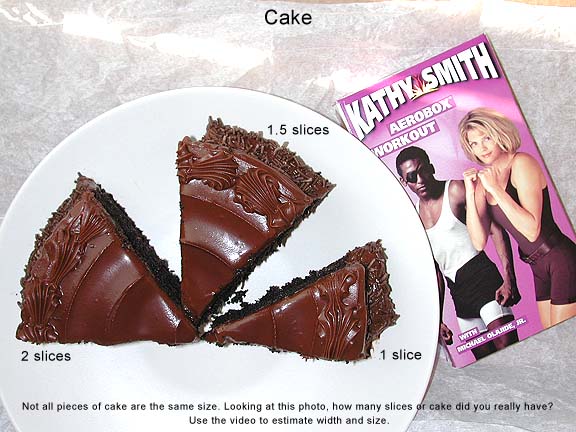 Cake
1.5 slices
KATHY SMITH
AEROBOX
WORKOUT
WITH
MICHAEL OLAJIDE, JR.
2 slices
1 slice
Not all pieces of cake are the same size. Looking at this photo, how many slices or cake did you really have?
Use the video to estimate width and size.